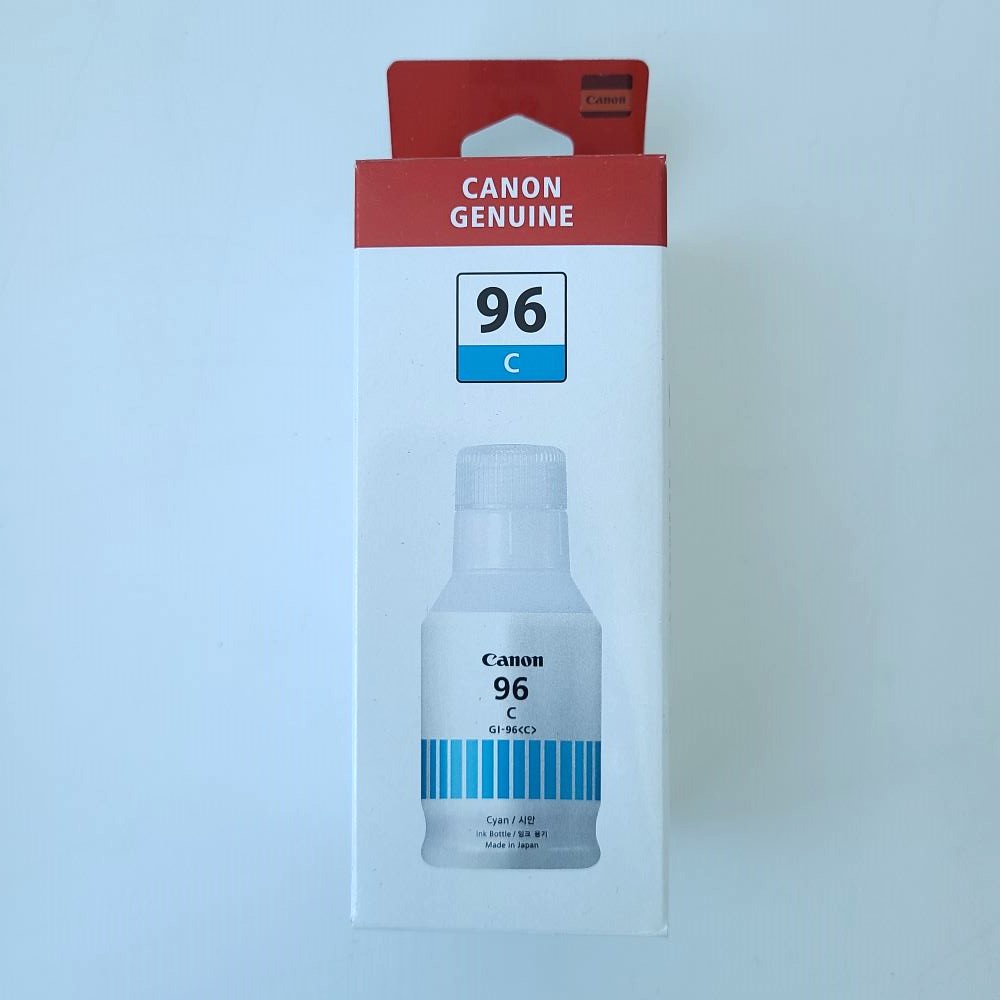 Canon
CANON
GENUINE
96
C
Canon
96
C
GI-96<C>
Cyan / 시안
Ink Bottle / 잉크 용기
Made in Japan